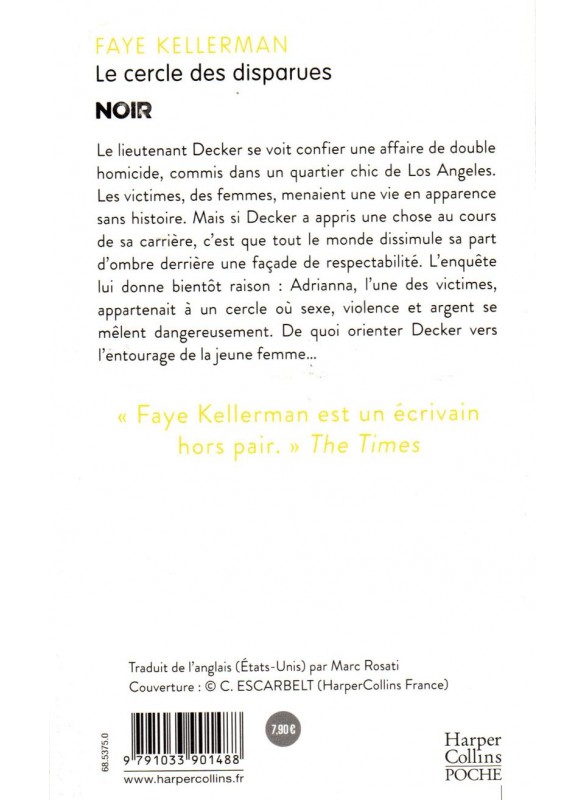 FAYE KELLERMAN
Le cercle des disparues
NOIR
Le lieutenant Decker se voit confier une affaire de double
homicide, commis dans un quartier chic de Los Angeles.
Les victimes, des femmes, menaient une vie en apparence
sans histoire. Mais si Decker a appris une chose au cours
de sa carrière, c'est que tout le monde dissimule sa part
d'ombre derrière une façade de respectabilité. L'enquête
lui donne bientôt raison : Adrianna, l'une des victimes,
appartenait à un cercle où sexe, violence et argent se
mêlent dangereusement. De quoi orienter Decker vers
l'entourage de la jeune femme...
« Faye Kellerman est un écrivain
hors pair. » The Times
Traduit de l'anglais (États-Unis) par Marc Rosati
Couverture : © C. ESCARBELT (HarperCollins France)
68.5375.0
7,90 €
9 791033 901488
www.harpercollins.fr
Harper
Collins
POCHE